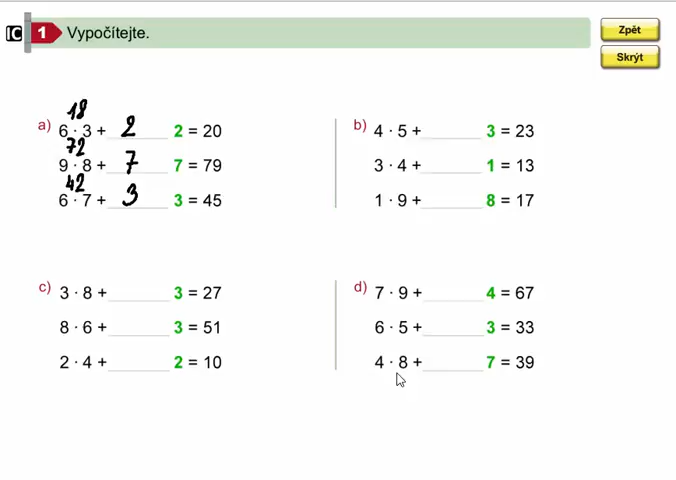 IC 1 Vypočítejte.
Zpět
Skrýt
18
a) 6 · 3 + 2 2 = 20
72
9 · 8 + 7 7 = 79
42
6 · 7 + 3 3 = 45
b) 4 · 5 + 3 = 23
3 · 4 + 1 = 13
1 · 9 + 8 = 17
c) 3 · 8 + 3 = 27
8 · 6 + 3 = 51
2 · 4 + 2 = 10
d) 7 · 9 + 4 = 67
6 · 5 + 3 = 33
4 · 8 + 7 = 39